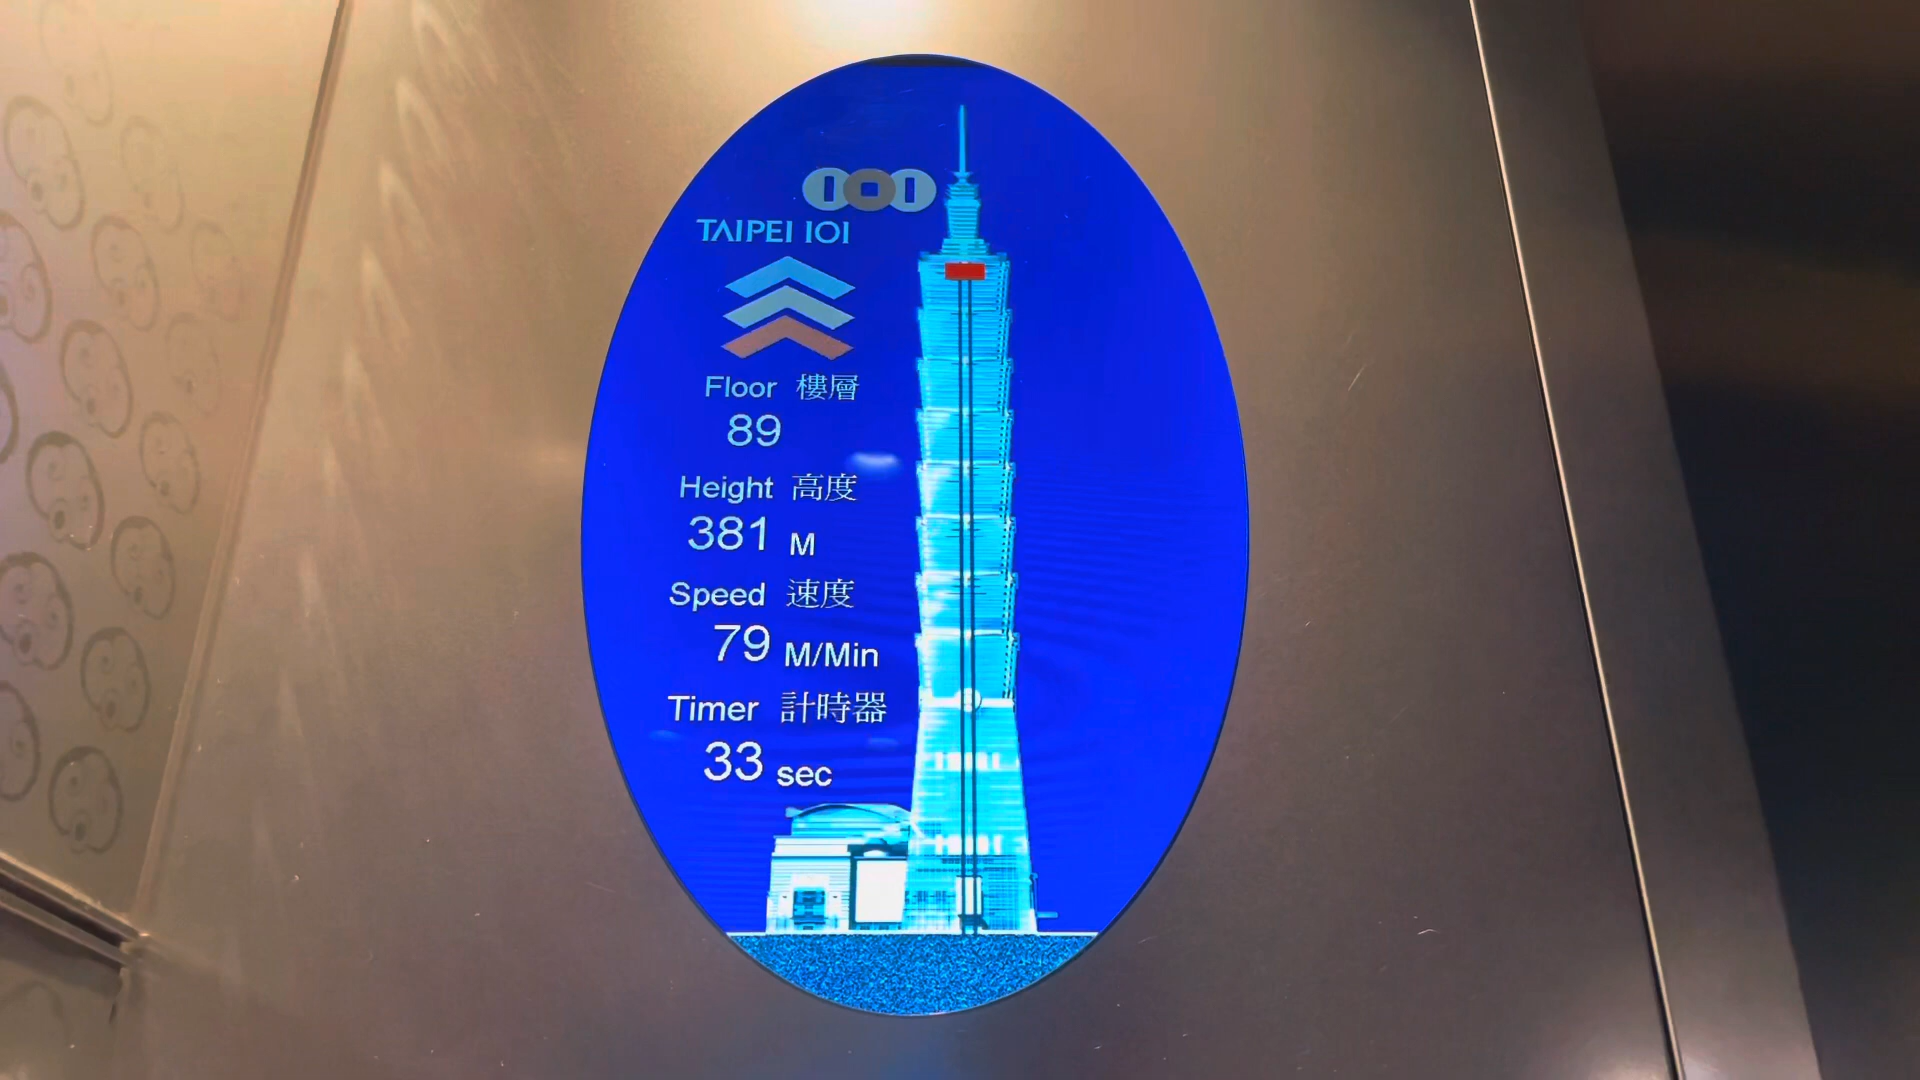 TAIPEI 101
Floor 樓層
89
Height 高度
381 M
Speed 速度
79 M/Min
Timer 計時器
33 sec